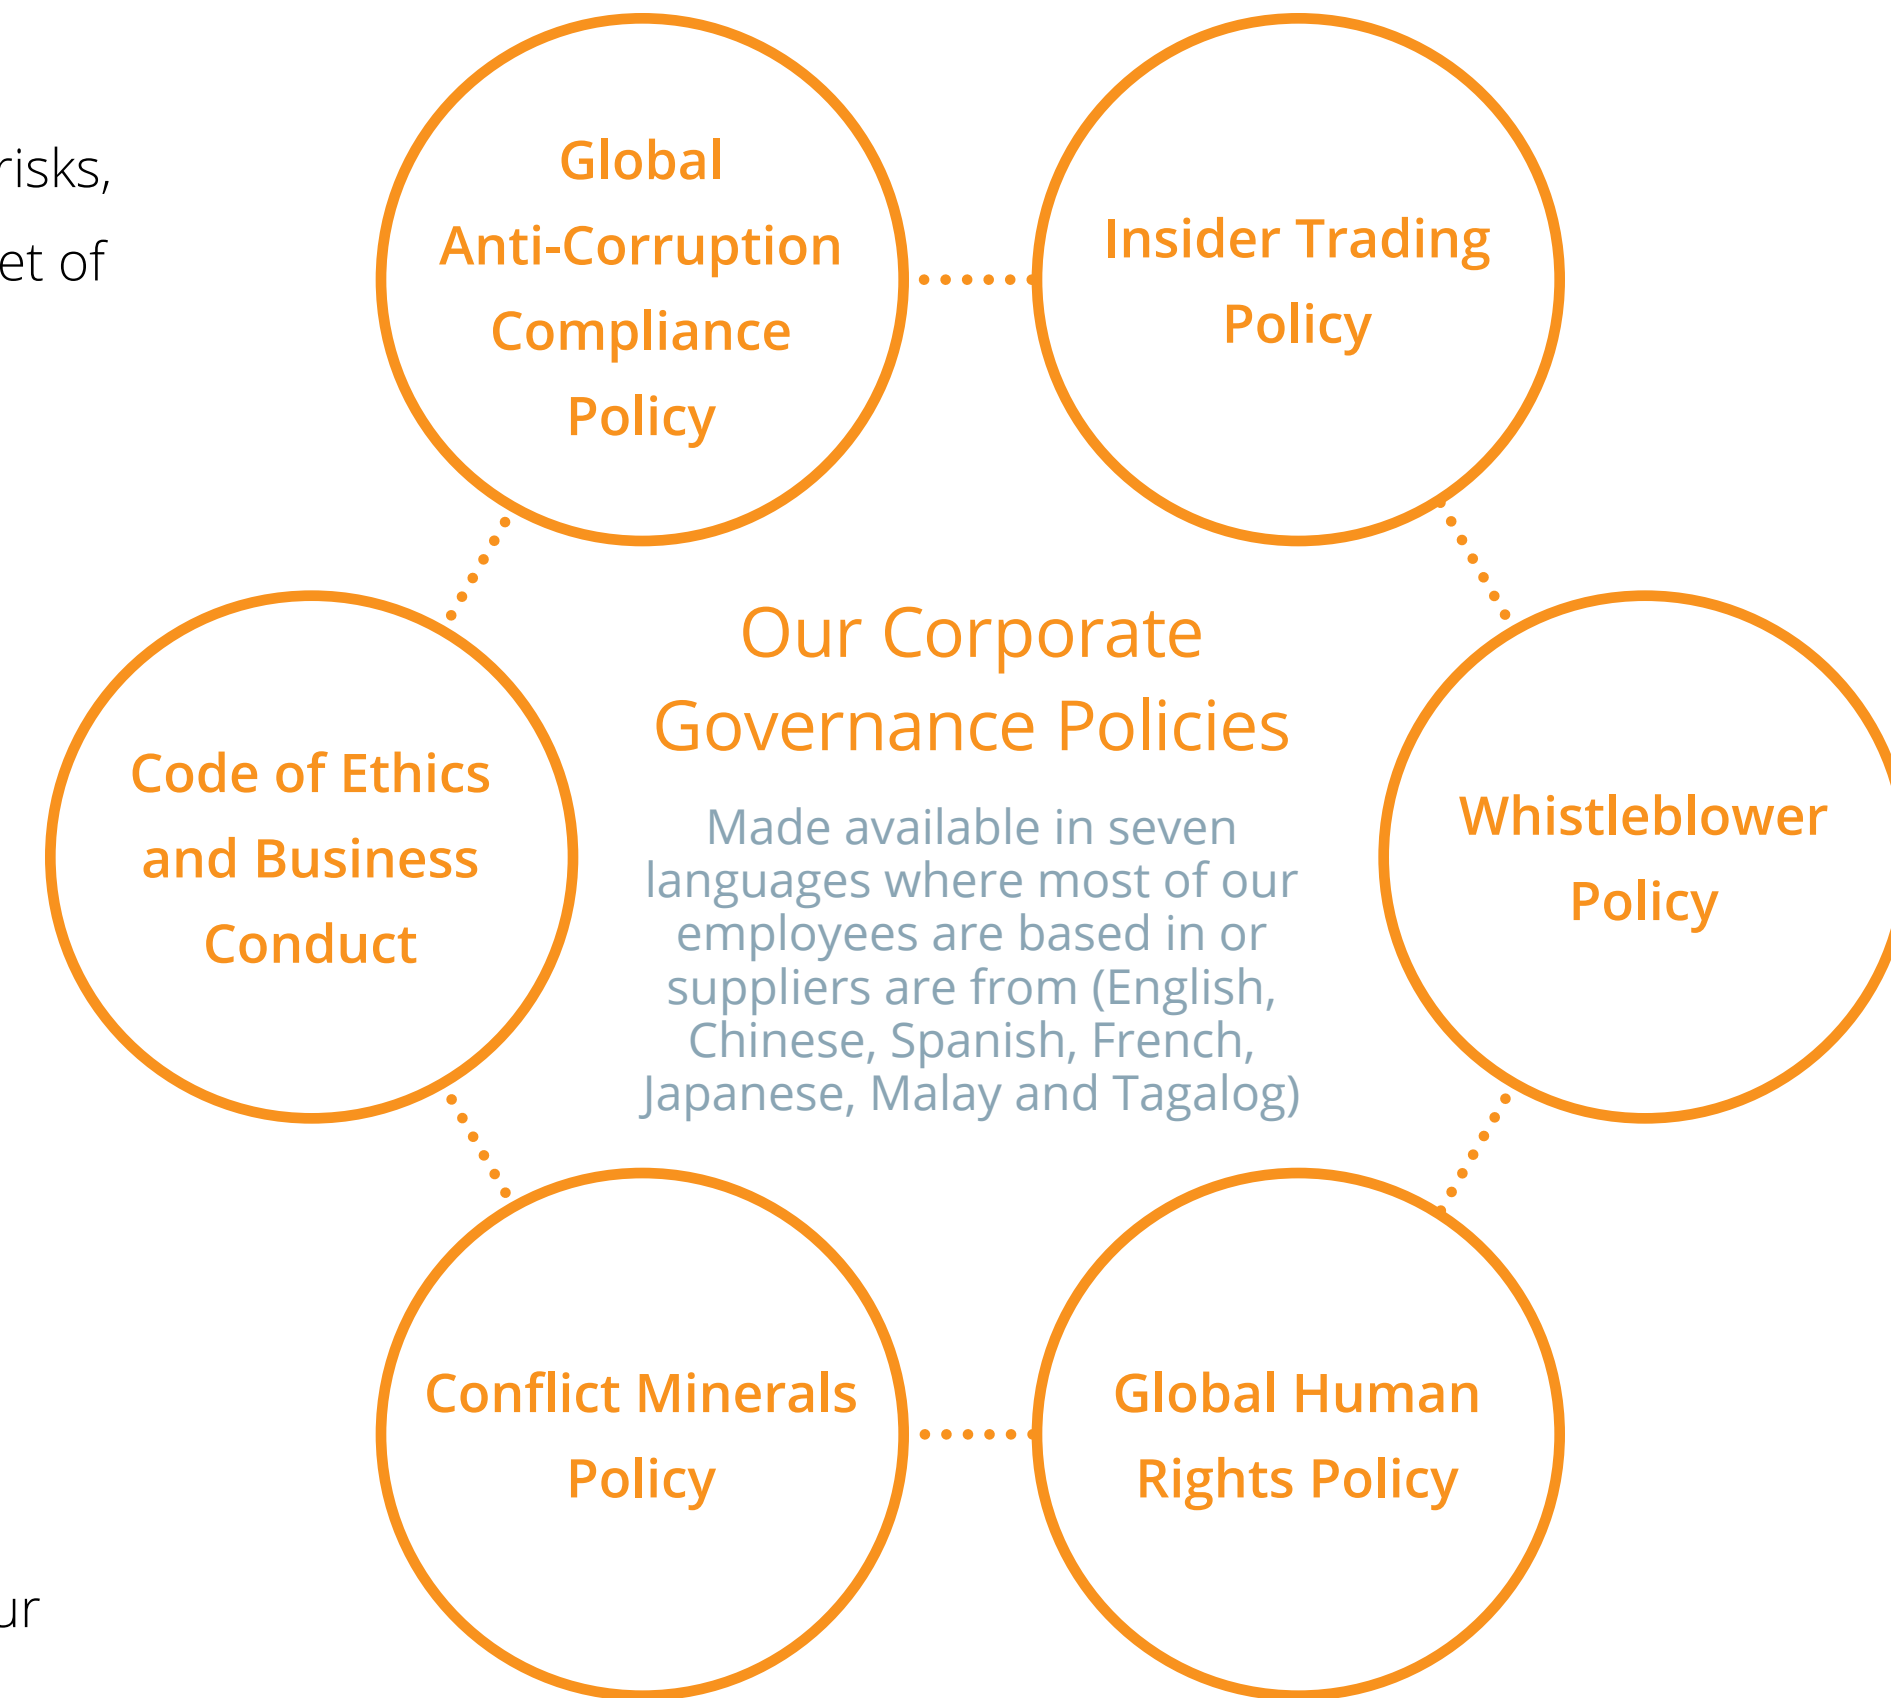 risks,
et of
Global
Anti-Corruption
Compliance
Policy
Insider Trading
Policy
Our Corporate
Governance Policies
Made available in seven
languages where most of our
employees are based in or
suppliers are from (English,
Chinese, Spanish, French,
Japanese, Malay and Tagalog)
Code of Ethics
and Business
Conduct
Whistleblower
Policy
Conflict Minerals
Policy
Global Human
Rights Policy
ur